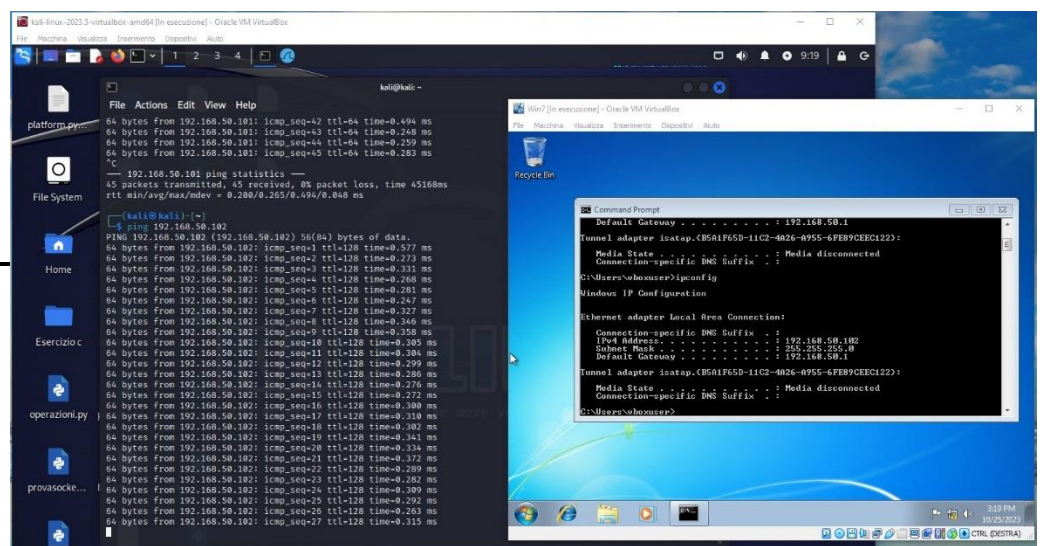 kali-linux-2023.3-virtualbox-amd64 [In esecuzione] - Oracle VM VirtualBox
File Macchina Visualizza Inserimento Dispositivi Aiuto
1 2 3 4
9:19
kali@kali: ~
File Actions Edit View Help
64 bytes from 192.168.50.101: icmp_seq=42 ttl=64 time=0.494 ms
64 bytes from 192.168.50.101: icmp_seq=43 ttl=64 time=0.248 ms
64 bytes from 192.168.50.101: icmp_seq=44 ttl=64 time=0.259 ms
64 bytes from 192.168.50.101: icmp_seq=45 ttl=64 time=0.283 ms
^C
--- 192.168.50.101 ping statistics ---
45 packets transmitted, 45 received, 0% packet loss, time 45168ms
rtt min/avg/max/mdev = 0.200/0.265/0.494/0.048 ms
(kali㉿kali)-[~]
$ ping 192.168.50.102
PING 192.168.50.102 (192.168.50.102) 56(84) bytes of data.
64 bytes from 192.168.50.102: icmp_seq=1 ttl=128 time=0.577 ms
64 bytes from 192.168.50.102: icmp_seq=2 ttl=128 time=0.273 ms
64 bytes from 192.168.50.102: icmp_seq=3 ttl=128 time=0.331 ms
64 bytes from 192.168.50.102: icmp_seq=4 ttl=128 time=0.268 ms
64 bytes from 192.168.50.102: icmp_seq=5 ttl=128 time=0.281 ms
64 bytes from 192.168.50.102: icmp_seq=6 ttl=128 time=0.247 ms
64 bytes from 192.168.50.102: icmp_seq=7 ttl=128 time=0.327 ms
64 bytes from 192.168.50.102: icmp_seq=8 ttl=128 time=0.346 ms
64 bytes from 192.168.50.102: icmp_seq=9 ttl=128 time=0.358 ms
64 bytes from 192.168.50.102: icmp_seq=10 ttl=128 time=0.305 ms
64 bytes from 192.168.50.102: icmp_seq=11 ttl=128 time=0.304 ms
64 bytes from 192.168.50.102: icmp_seq=12 ttl=128 time=0.299 ms
64 bytes from 192.168.50.102: icmp_seq=13 ttl=128 time=0.286 ms
64 bytes from 192.168.50.102: icmp_seq=14 ttl=128 time=0.276 ms
64 bytes from 192.168.50.102: icmp_seq=15 ttl=128 time=0.272 ms
64 bytes from 192.168.50.102: icmp_seq=16 ttl=128 time=0.300 ms
64 bytes from 192.168.50.102: icmp_seq=17 ttl=128 time=0.310 ms
64 bytes from 192.168.50.102: icmp_seq=18 ttl=128 time=0.302 ms
64 bytes from 192.168.50.102: icmp_seq=19 ttl=128 time=0.341 ms
64 bytes from 192.168.50.102: icmp_seq=20 ttl=128 time=0.334 ms
64 bytes from 192.168.50.102: icmp_seq=21 ttl=128 time=0.372 ms
64 bytes from 192.168.50.102: icmp_seq=22 ttl=128 time=0.289 ms
64 bytes from 192.168.50.102: icmp_seq=23 ttl=128 time=0.282 ms
64 bytes from 192.168.50.102: icmp_seq=24 ttl=128 time=0.309 ms
64 bytes from 192.168.50.102: icmp_seq=25 ttl=128 time=0.292 ms
64 bytes from 192.168.50.102: icmp_seq=26 ttl=128 time=0.263 ms
64 bytes from 192.168.50.102: icmp_seq=27 ttl=128 time=0.315 ms
platform.py...
File System
Home
Esercizio c
operazioni.py
provasocke...
Win7 [In esecuzione] - Oracle VM VirtualBox
File Macchina Visualizza Inserimento Dispositivi Aiuto
Recycle Bin
Command Prompt
Default Gateway . . . . . . . . . : 192.168.50.1
Tunnel adapter isatap.{B5A1F65D-11C2-4A26-A955-6FE89CEEC122}:
Media State . . . . . . . . . . . : Media disconnected
Connection-specific DNS Suffix . :
C:\Users\vboxuser>ipconfig
Windows IP Configuration
Ethernet adapter Local Area Connection:
Connection-specific DNS Suffix . :
IPv4 Address. . . . . . . . . . . : 192.168.50.102
Subnet Mask . . . . . . . . . . . : 255.255.255.0
Default Gateway . . . . . . . . . : 192.168.50.1
Tunnel adapter isatap.{B5A1F65D-11C2-4A26-A955-6FE89CEEC122}:
Media State . . . . . . . . . . . : Media disconnected
Connection-specific DNS Suffix . :
C:\Users\vboxuser>
3:19 PM
10/25/2023
CTRL (DESTRA)